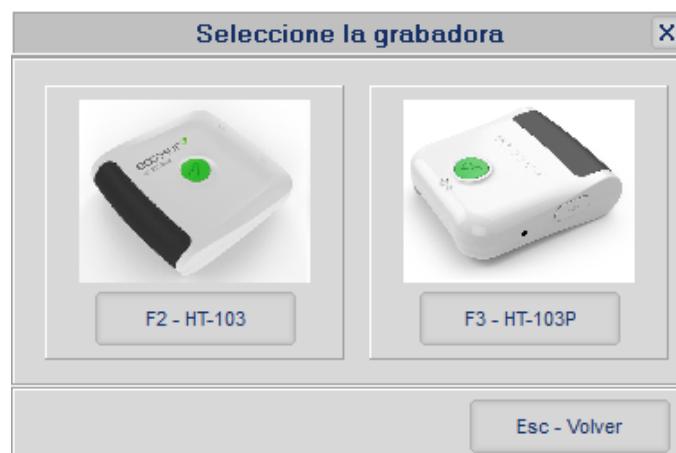 Seleccione la grabadora
X
F2 - HT-103
F3 - HT-103P
Esc - Volver